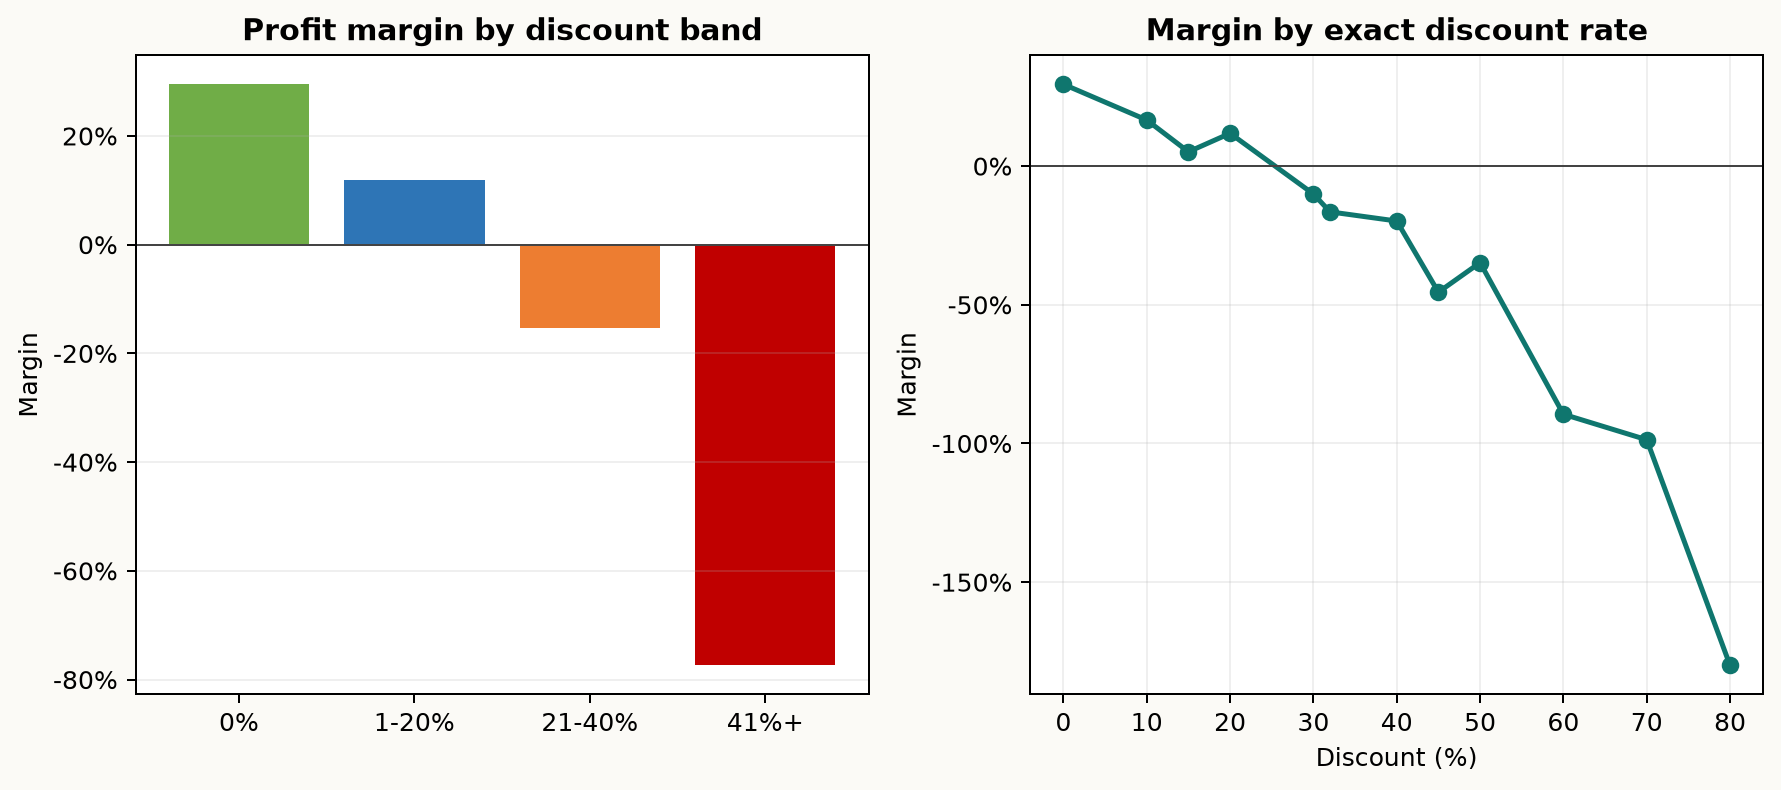 Profit margin by discount band
Margin
20%
0%
-20%
-40%
-60%
-80%
0% 1-20% 21-40% 41%+
Margin by exact discount rate
Margin
0%
-50%
-100%
-150%
0 10 20 30 40 50 60 70 80
Discount (%)